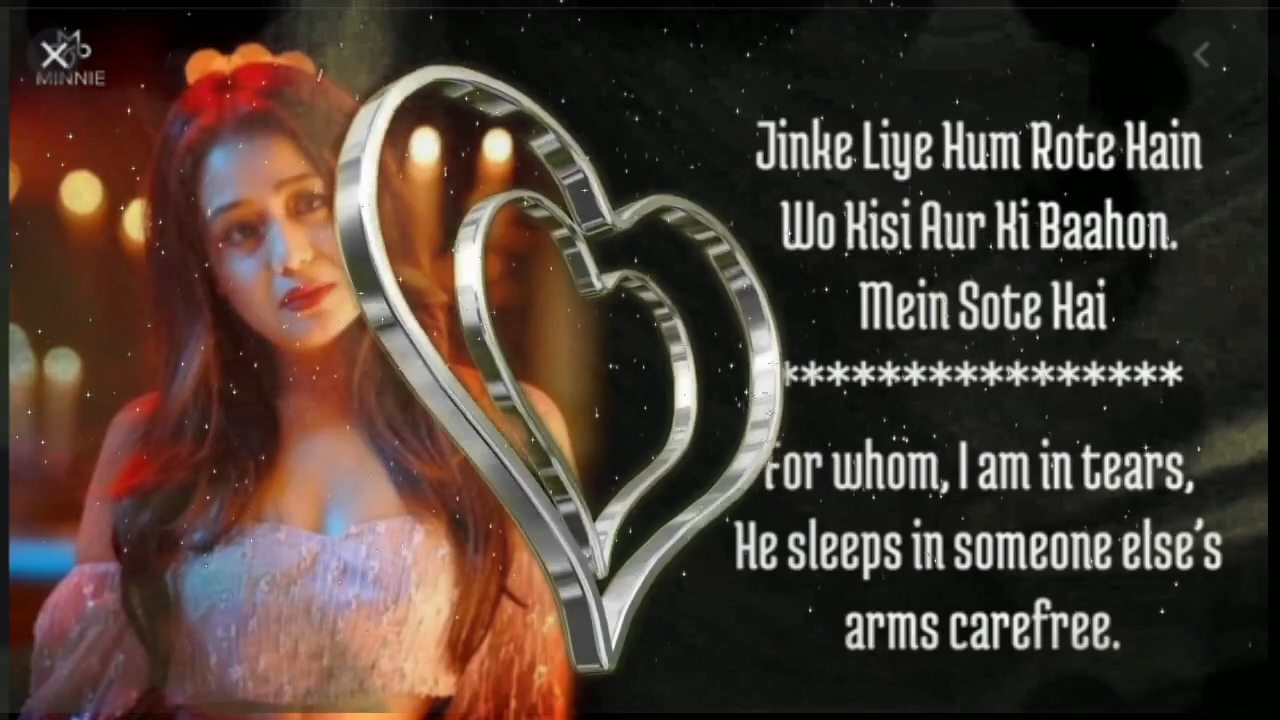 MINNIE
Jinke Liye Hum Rote Hain
Wo Kisi Aur Ki Baahon.
Mein Sote Hai
****************
For whom, I am in tears,
He sleeps in someone else's
arms carefree.